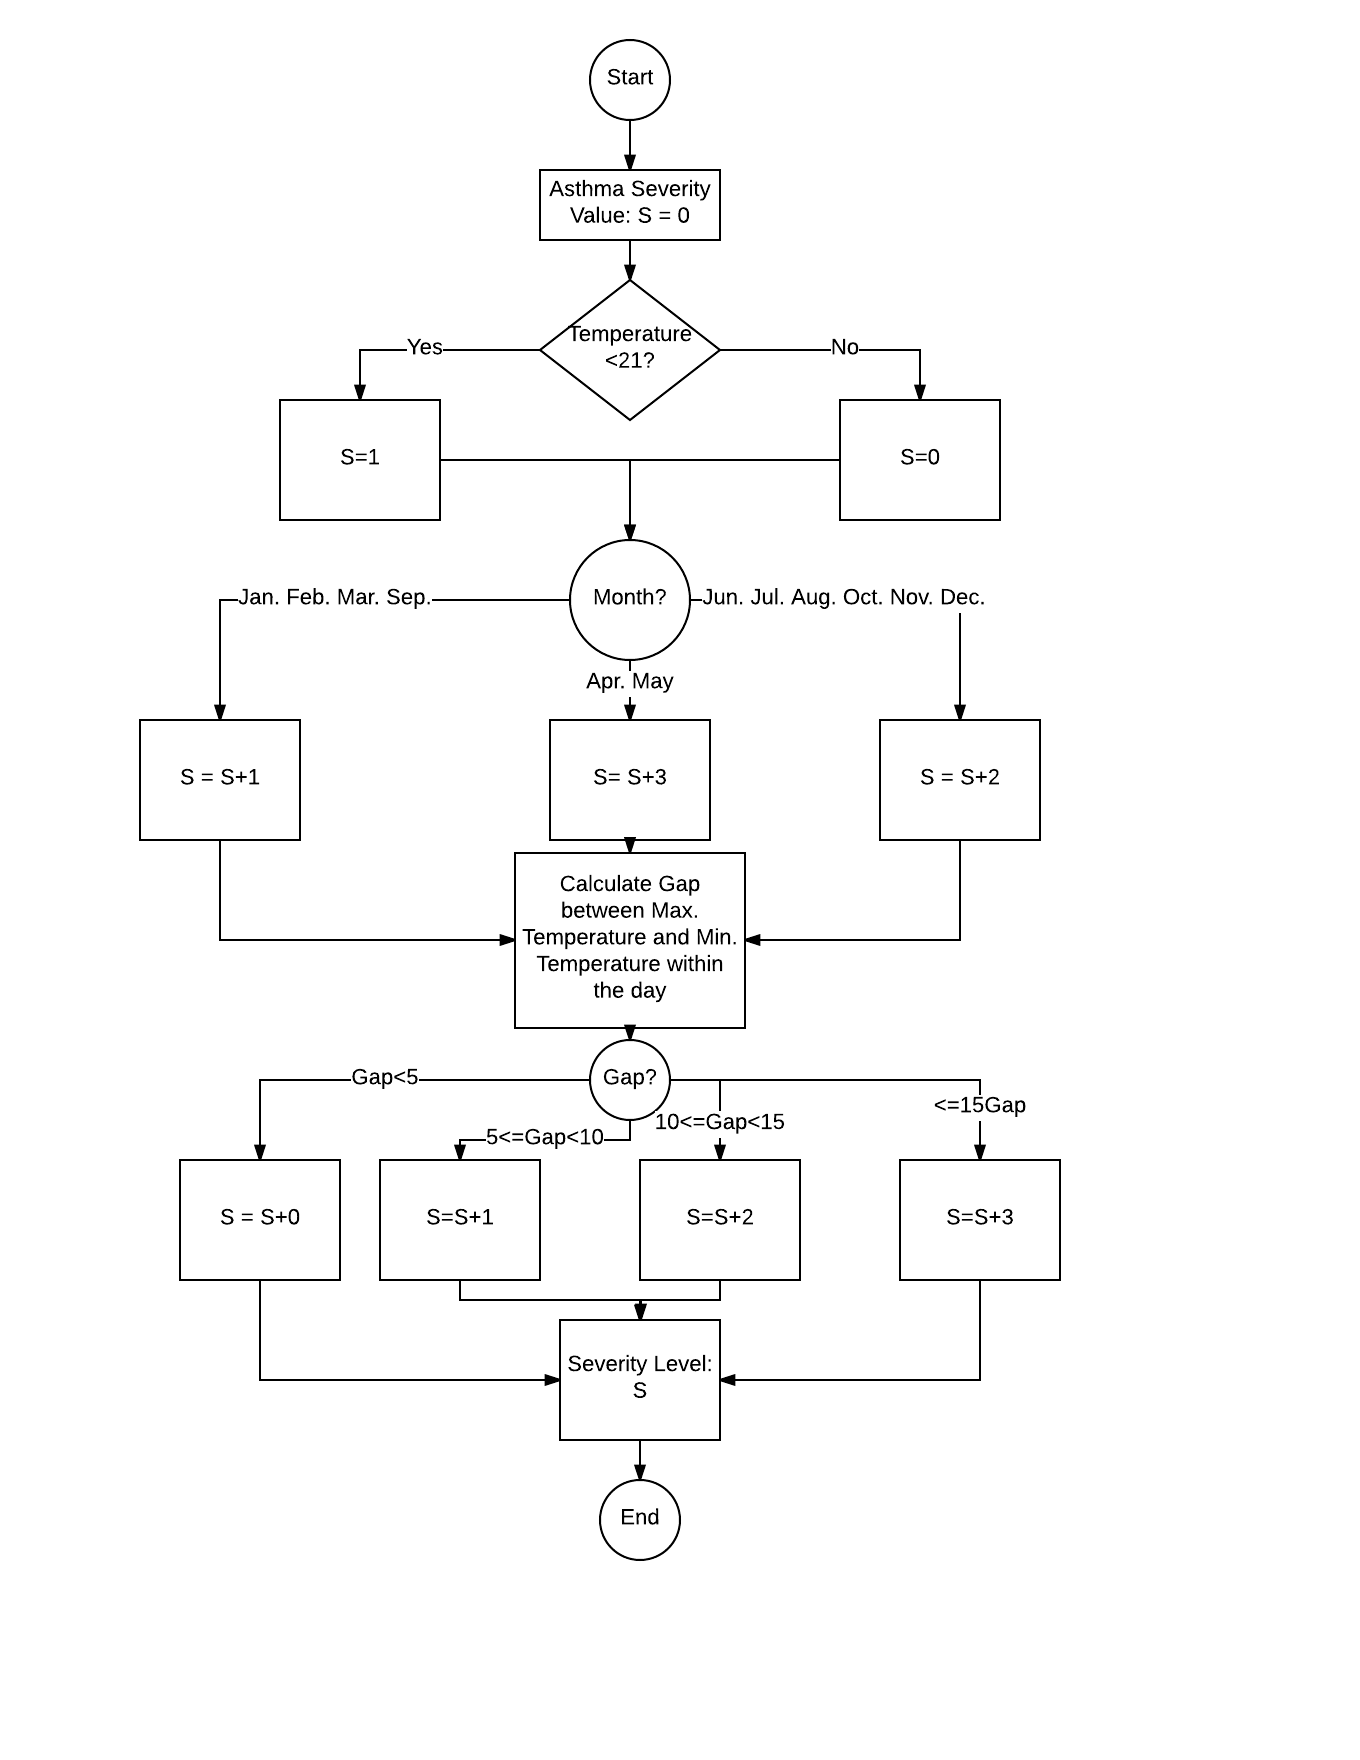 Start
Asthma Severity
Value: S = 0
Temperature
<21?
Yes
No
S=1
S=0
Month?
Jan. Feb. Mar. Sep.
Jun. Jul. Aug. Oct. Nov. Dec.
Apr. May
S = S+1
S= S+3
S = S+2
Calculate Gap
between Max.
Temperature and Min.
Temperature within
the day
Gap?
Gap<5
5<=Gap<10
10<=Gap<15
<=15Gap
S = S+0
S=S+1
S=S+2
S=S+3
Severity Level:
S
End